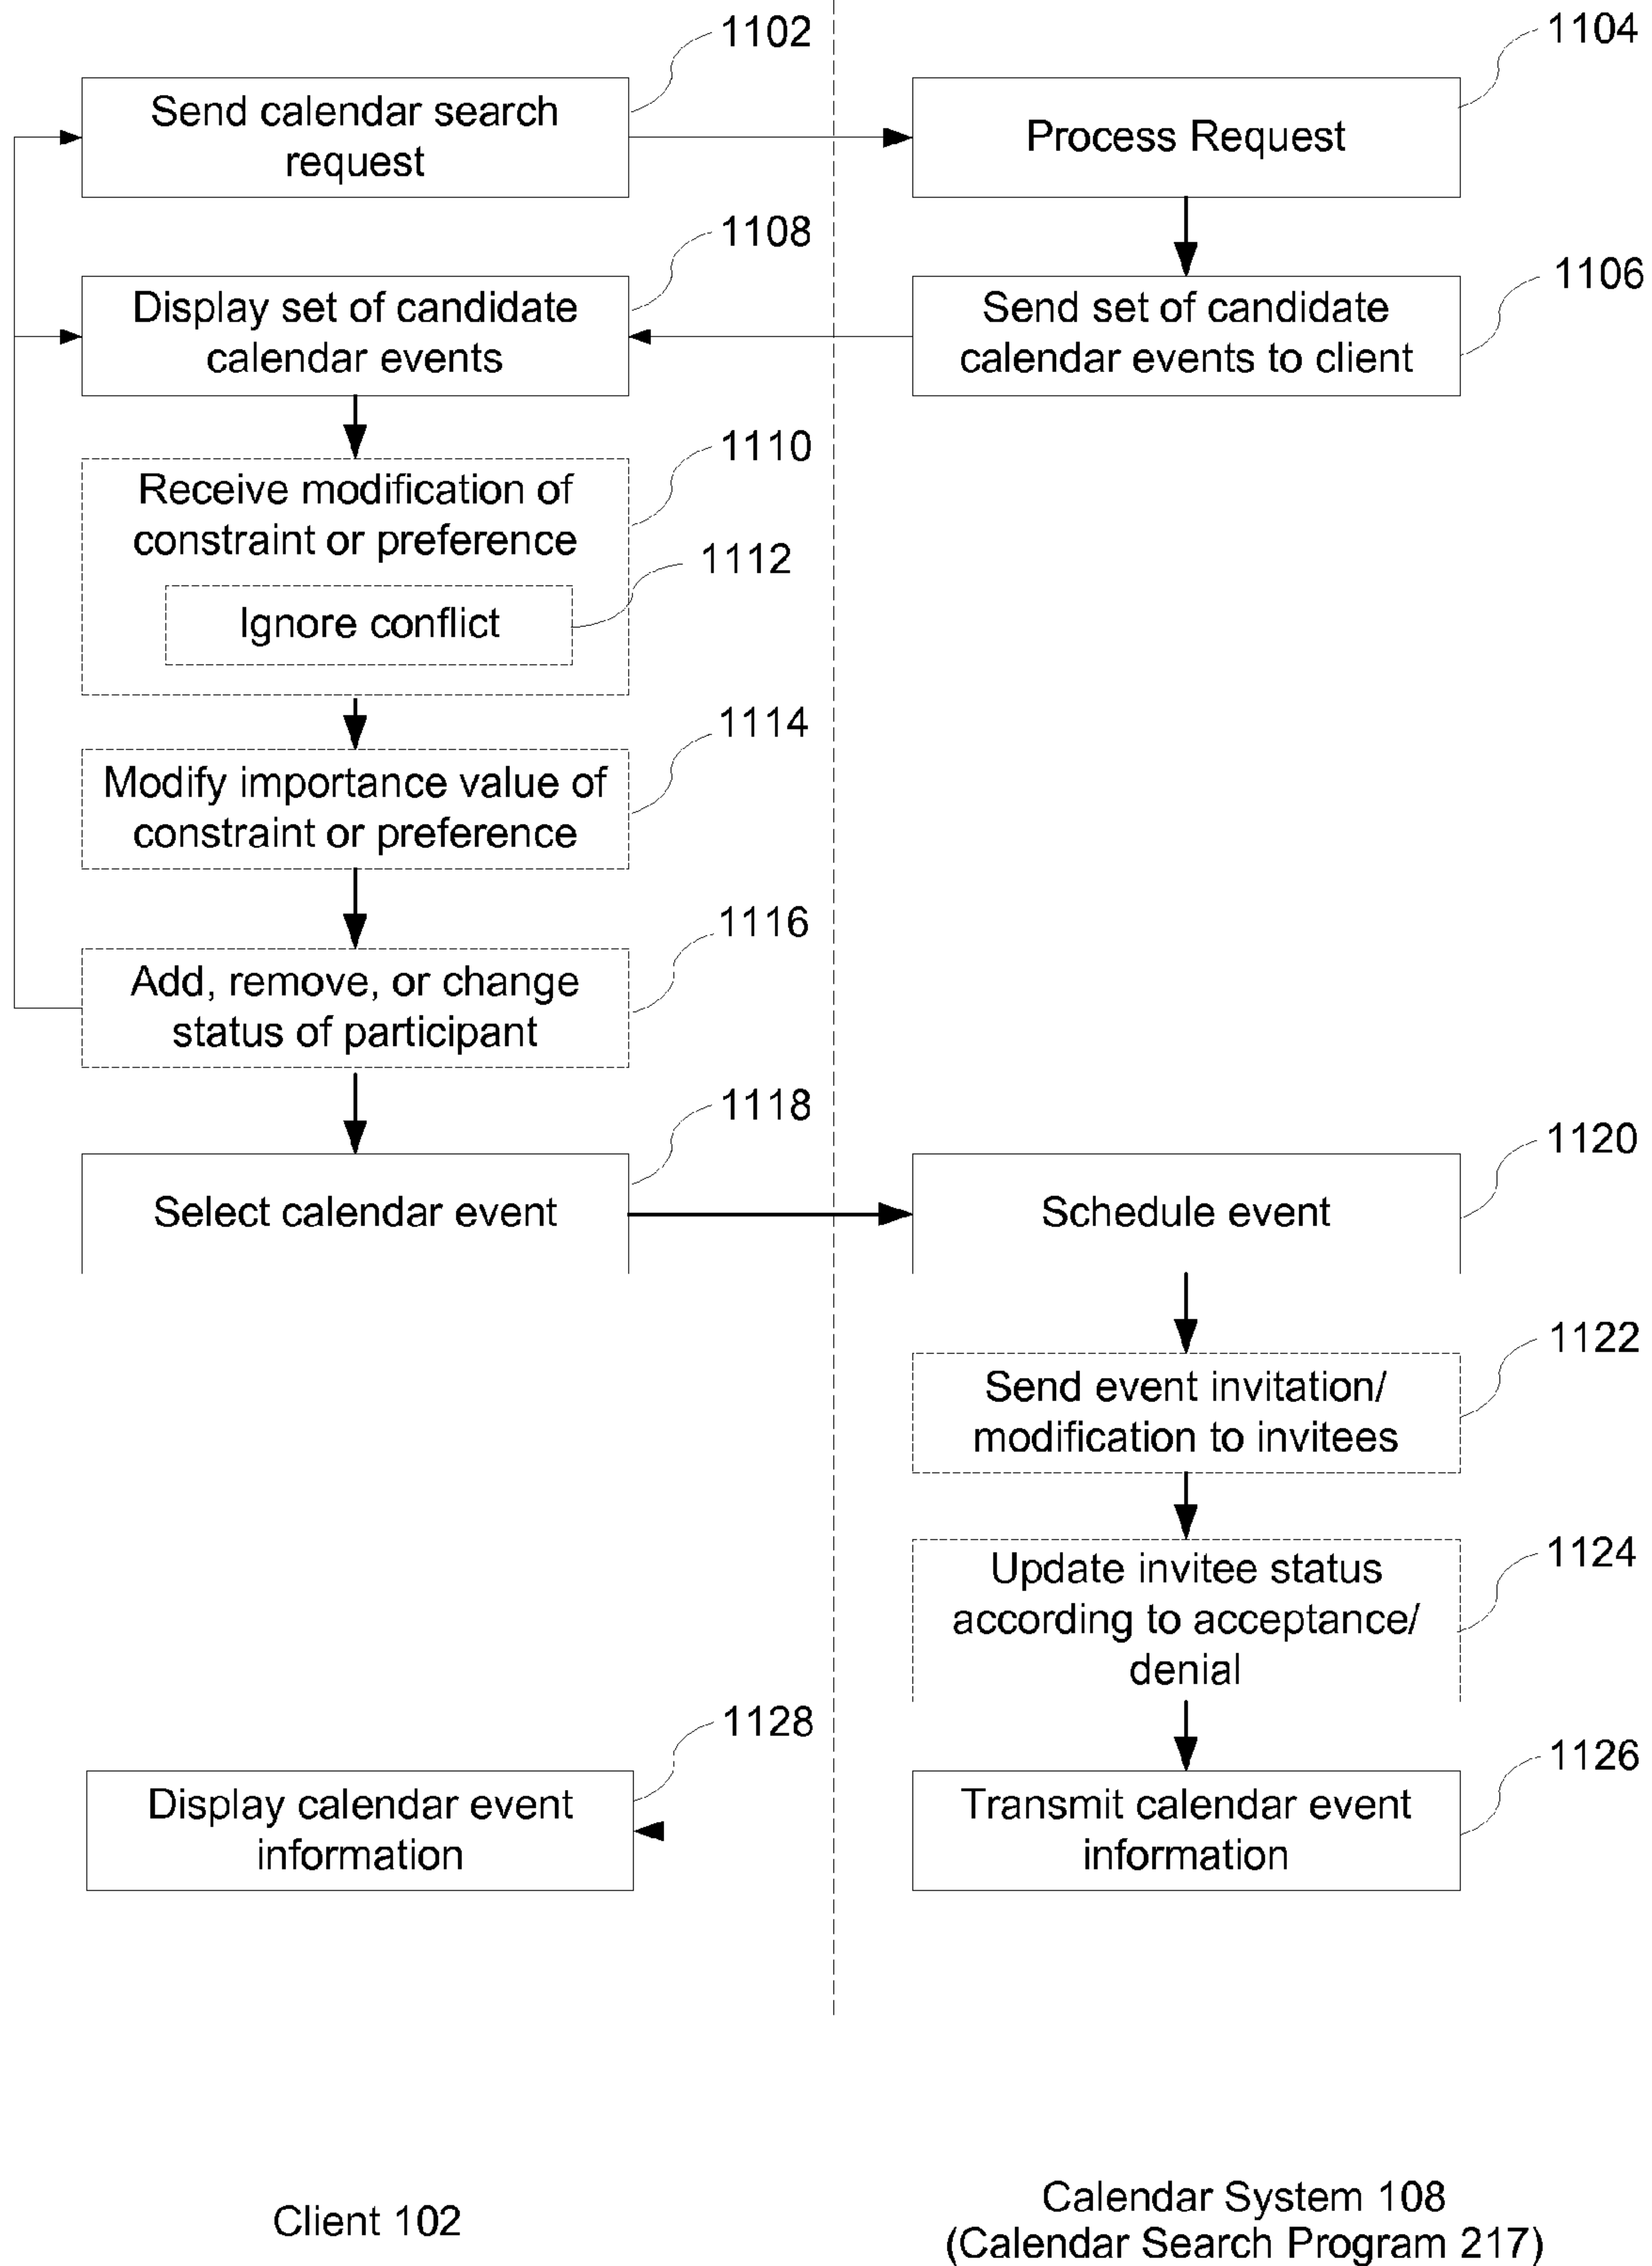 1102
1104
Send calendar search
request
Process Request
1108
1106
Display set of candidate
calendar events
Send set of candidate
calendar events to client
1110
Receive modification of
constraint or preference
1112
Ignore conflict
1114
Modify importance value of
constraint or preference
1116
Add, remove, or change
status of participant
1118
1120
Select calendar event
Schedule event
1122
Send event invitation/
modification to invitees
1124
Update invitee status
according to acceptance/
denial
1128
1126
Display calendar event
information
Transmit calendar event
information
Client 102
Calendar System 108
(Calendar Search Program 217)